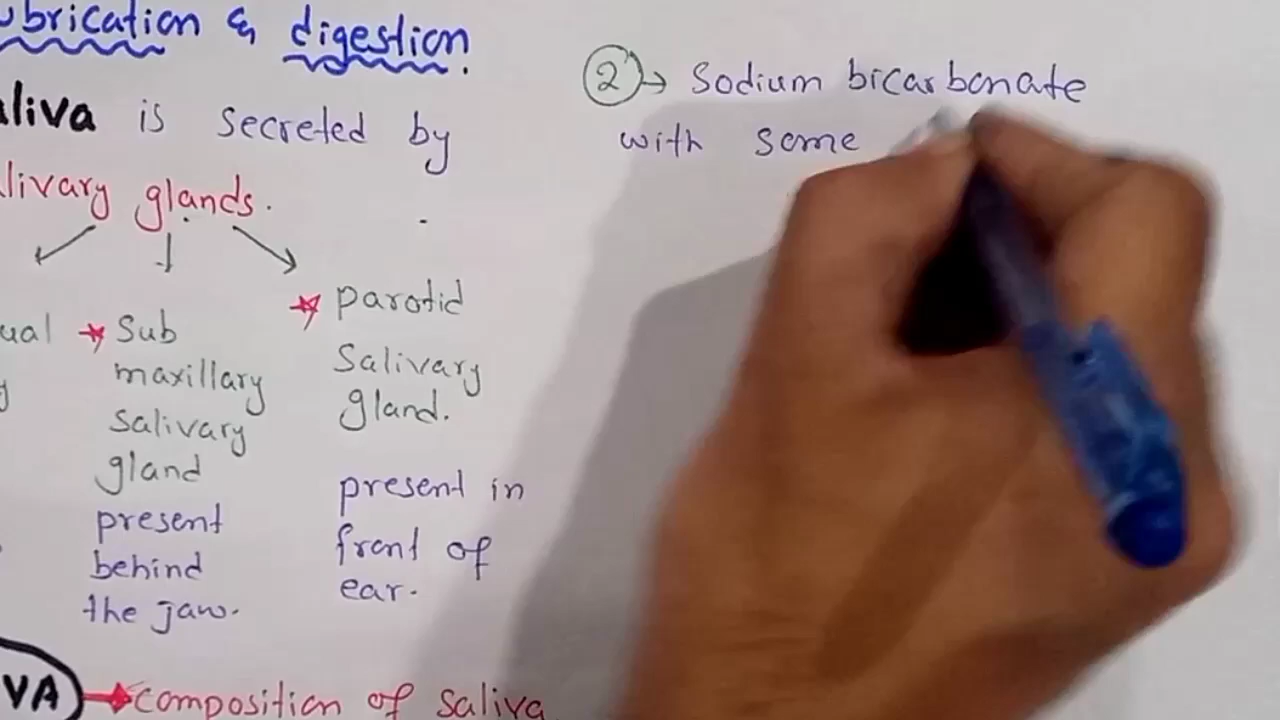 ubrication & digestion.
aliva is secreted by
alivary glands.
ual
* Sub
maxillary
salivary
gland
present
behind
the jaw.
* parotid
Salivary
gland.
present in
front of
ear.
VA → composition of saliva
② → Sodium bicarbonate
with some